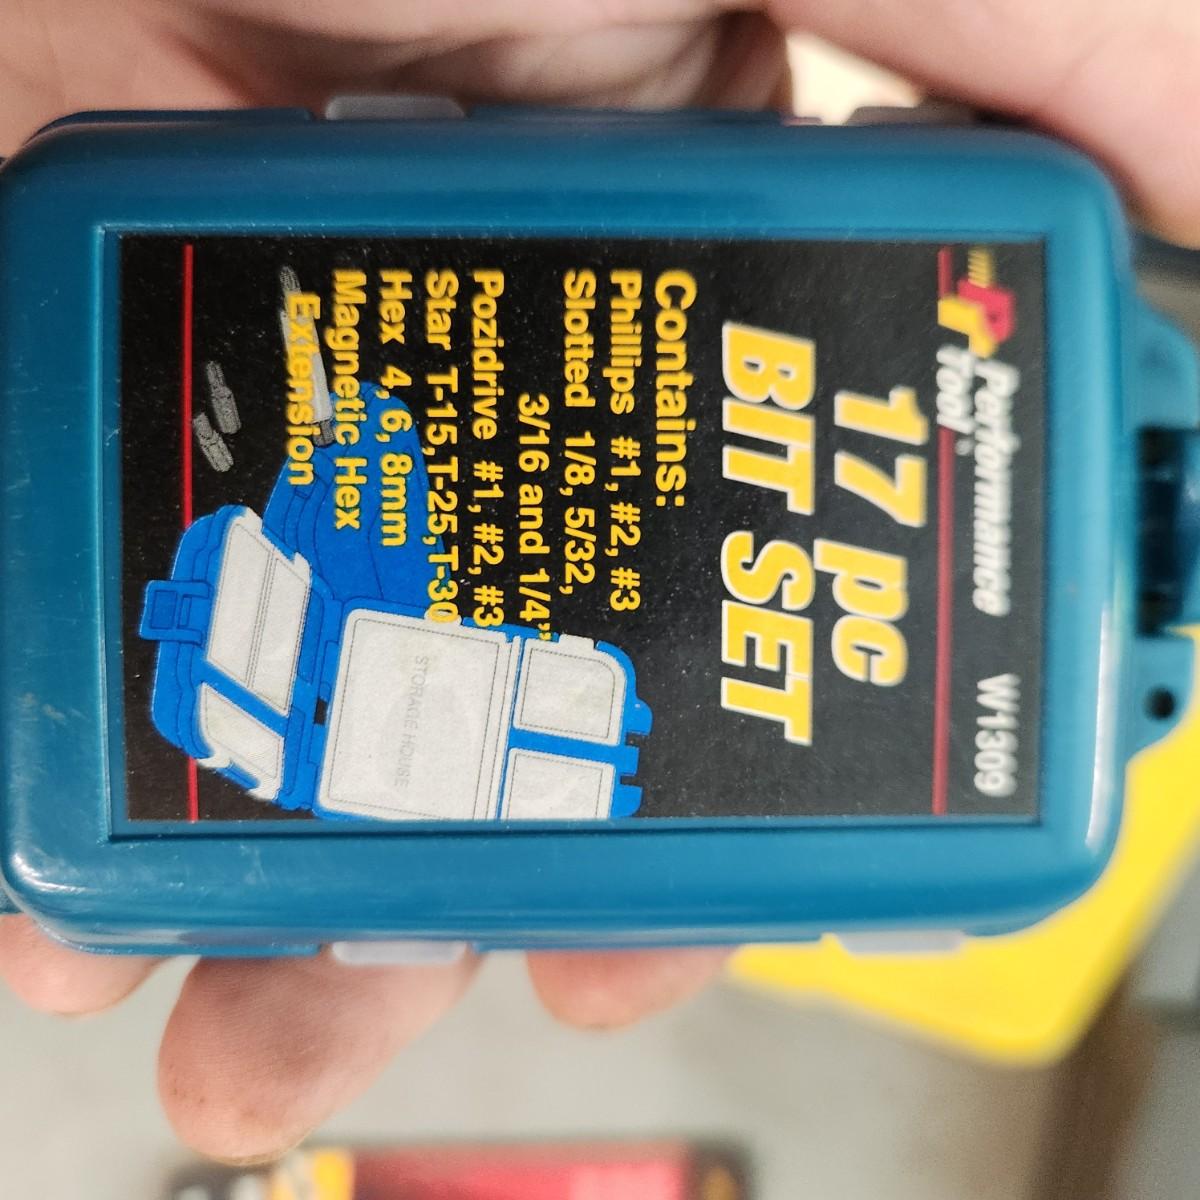 Performance
Tool
W1309
17 pc
BIT SET
Contains:
Phillips #1, #2, #3
Slotted 1/8, 5/32,
3/16 and 1/4"
Pozidrive #1, #2, #3
Star T-15,T-25,T-30
Hex 4, 6, 8mm
Magnetic Hex
Extension
STORAGE HOUSE